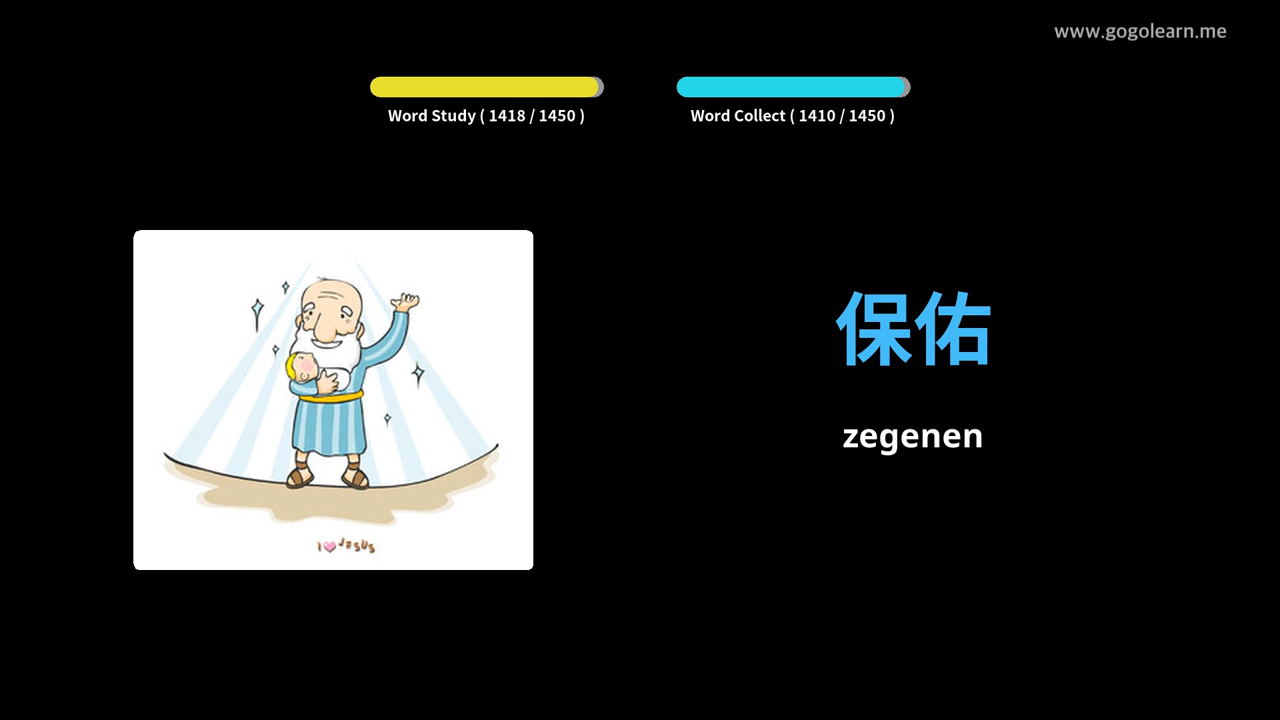 www.gogolearn.me
Word Study ( 1418 / 1450 )
Word Collect ( 1410 / 1450 )
保佑
zegenen
I ♥ JESUS